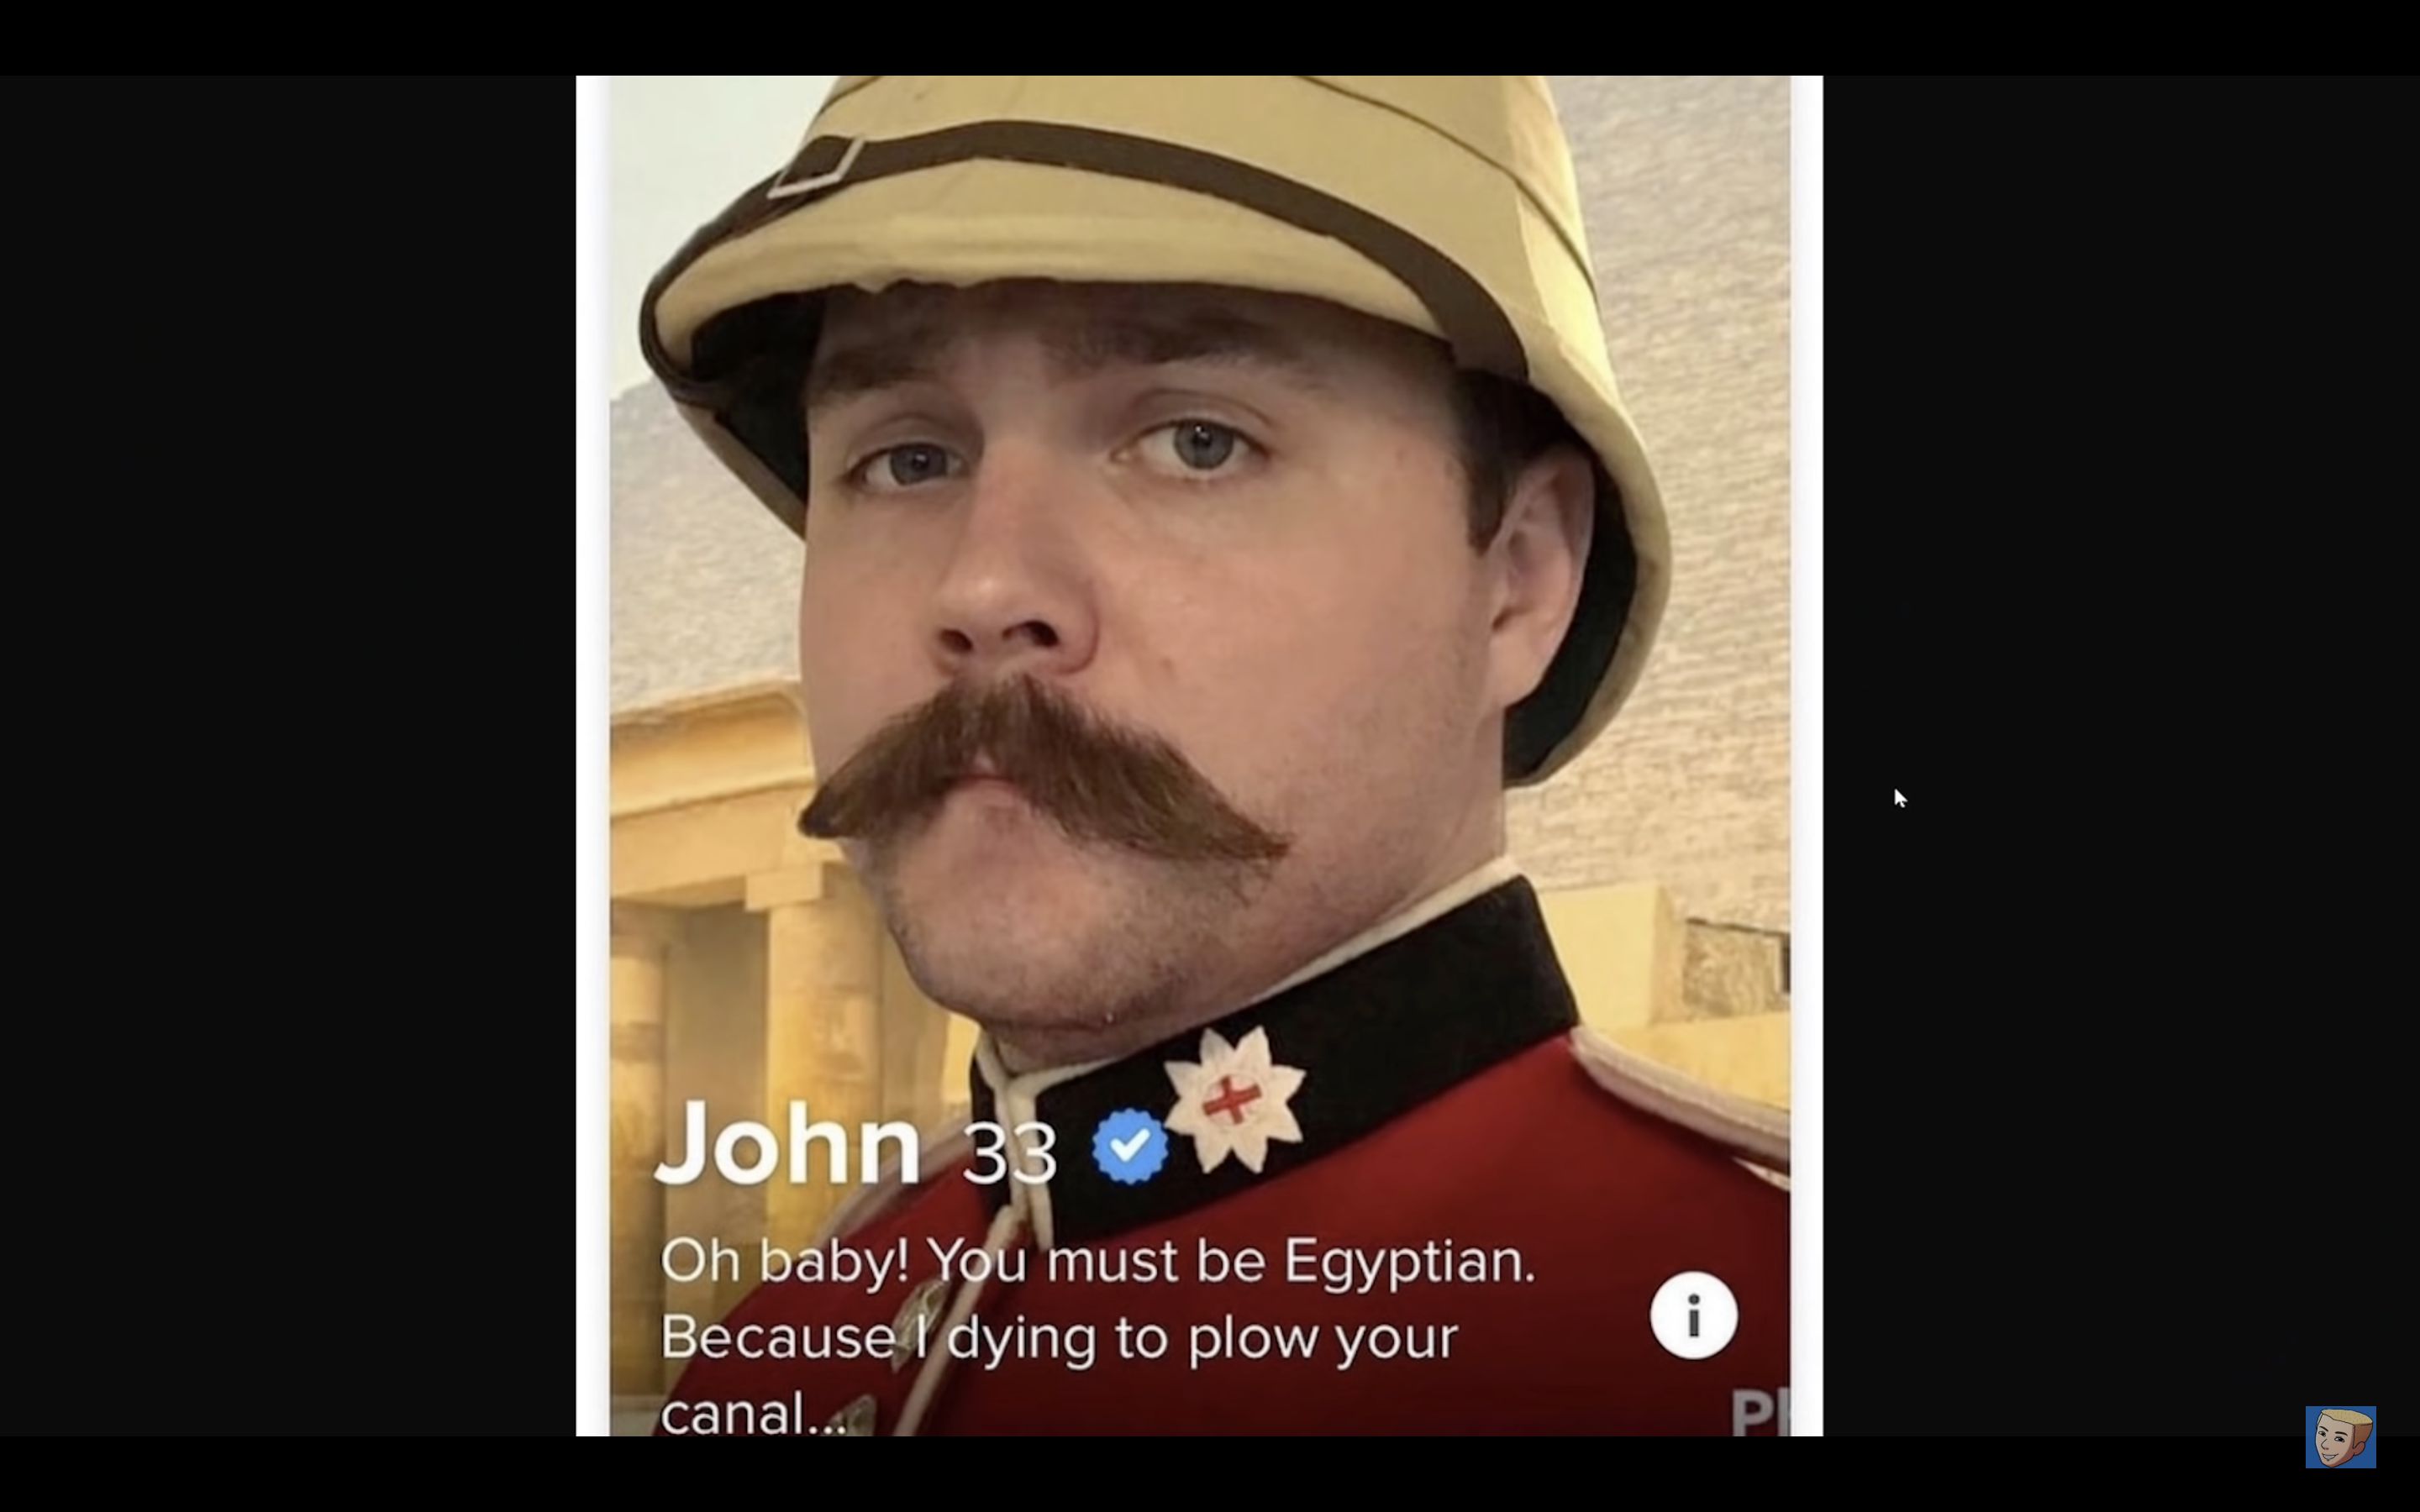 John 33
Oh baby! You must be Egyptian.
Because I dying to plow your
canal...
i